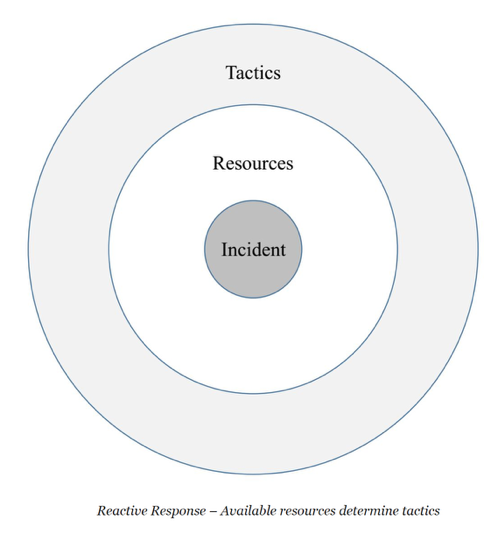 Tactics
Resources
Incident
Reactive Response – Available resources determine tactics